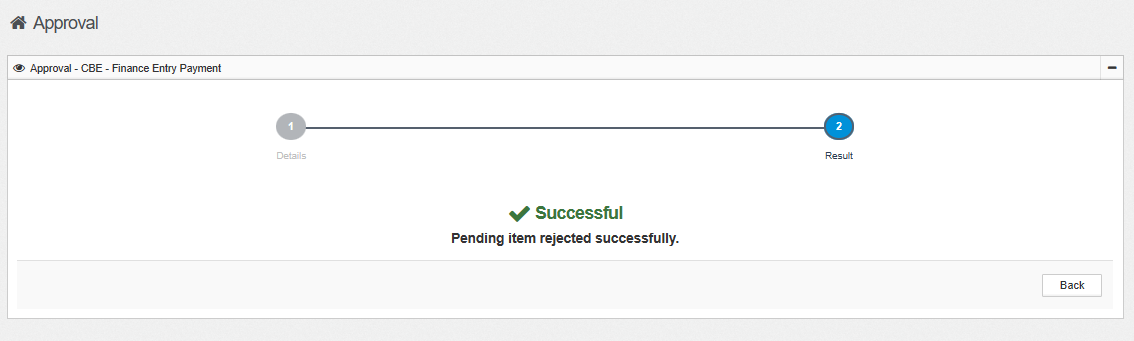 Approval
Approval - CBE - Finance Entry Payment
1
2
Details
Result
Successful
Pending item rejected successfully.
Back